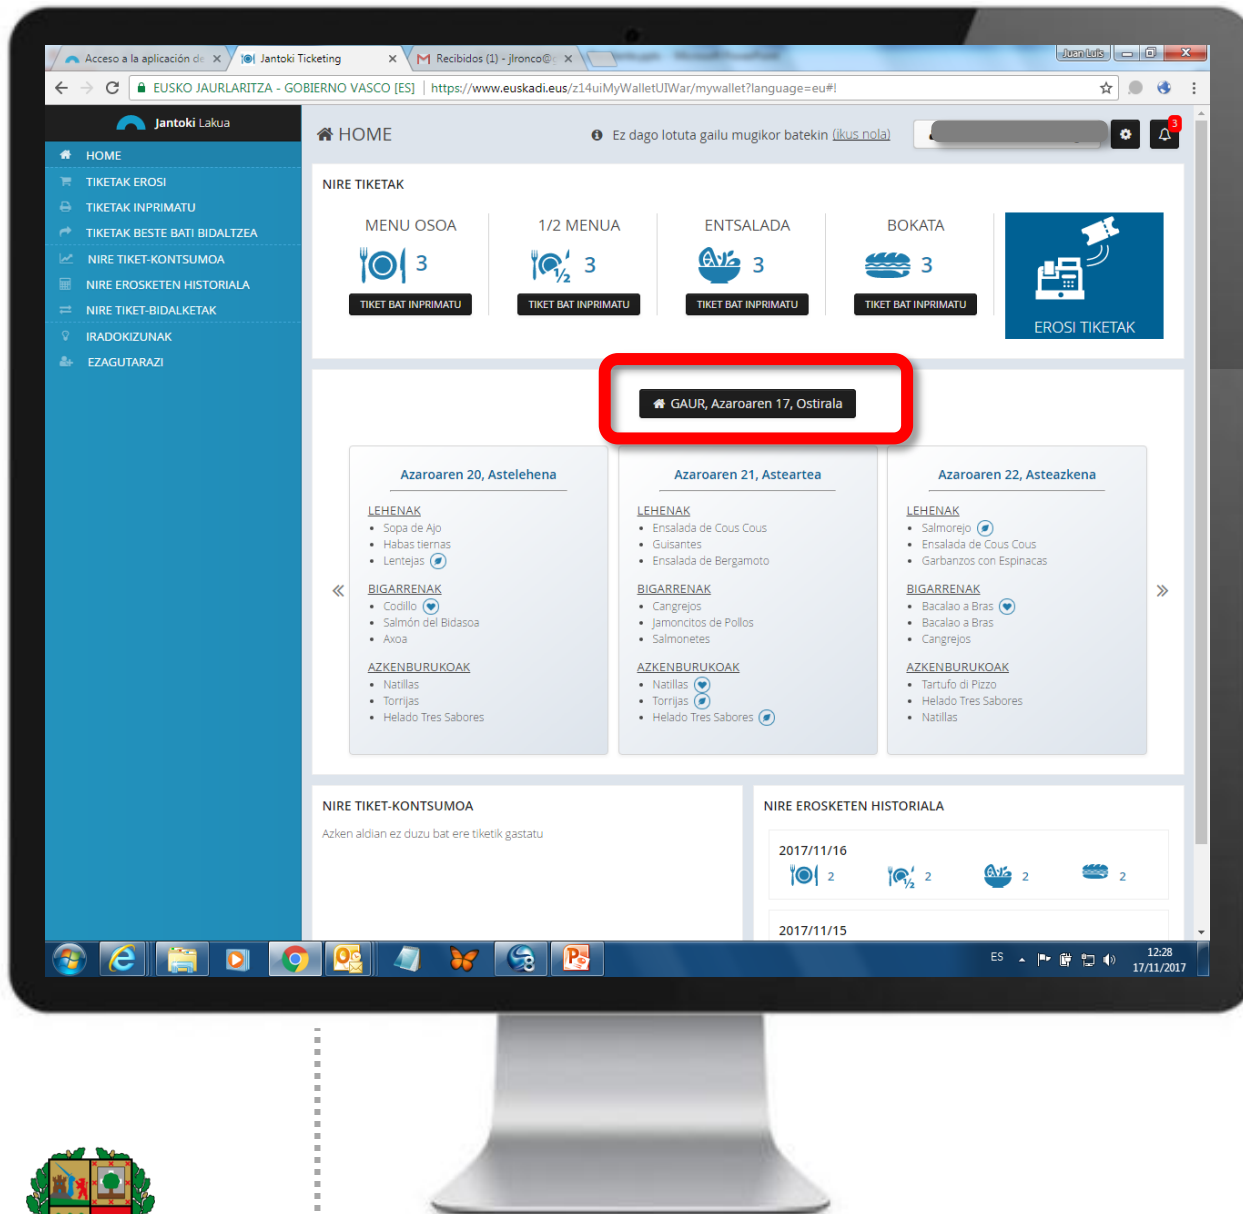 Acceso a la aplicación de
Jantoki Ticketing
Recibidos (1) - jlronco@g
Juan Luis
EUSKO JAURLARITZA - GOBIERNO VASCO [ES] | https://www.euskadi.eus/z14uiMyWalletUIWar/mywallet?language=eu#!
Jantoki Lakua
HOME
Ez dago lotuta gailu mugikor batekin (ikus nola)
3
HOME
TIKETAK EROSI
TIKETAK INPRIMATU
TIKETAK BESTE BATI BIDALTZEA
NIRE TIKET-KONTSUMOA
NIRE EROSKETEN HISTORIALA
NIRE TIKET-BIDALKETAK
IRADOKIZUNAK
EZAGUTARAZI
NIRE TIKETAK
MENU OSOA
3
TIKET BAT INPRIMATU
1/2 MENUA
1/2 3
TIKET BAT INPRIMATU
ENTSALADA
3
TIKET BAT INPRIMATU
BOKATA
3
TIKET BAT INPRIMATU
EROSI TIKETAK
GAUR, Azaroaren 17, Ostirala
«
Azaroaren 20, Astelehena
LEHENAK
• Sopa de Ajo
• Habas tiernas
• Lentejas
BIGARRENAK
• Codillo
• Salmón del Bidasoa
• Axoa
AZKENBURUKOAK
• Natillas
• Torrijas
• Helado Tres Sabores
Azaroaren 21, Asteartea
LEHENAK
• Ensalada de Cous Cous
• Guisantes
• Ensalada de Bergamoto
BIGARRENAK
• Cangrejos
• Jamoncitos de Pollos
• Salmonetes
AZKENBURUKOAK
• Natillas
• Torrijas
• Helado Tres Sabores
Azaroaren 22, Asteazkena
LEHENAK
• Salmorejo
• Ensalada de Cous Cous
• Garbanzos con Espinacas
BIGARRENAK
• Bacalao a Bras
• Bacalao a Bras
• Cangrejos
AZKENBURUKOAK
• Tartufo di Pizzo
• Helado Tres Sabores
• Natillas
»
NIRE TIKET-KONTSUMOA
Azken aldian ez duzu bat ere tiketik gastatu
NIRE EROSKETEN HISTORIALA
2017/11/16
2 1/2 2 2 2
2017/11/15
ES
12:28
17/11/2017